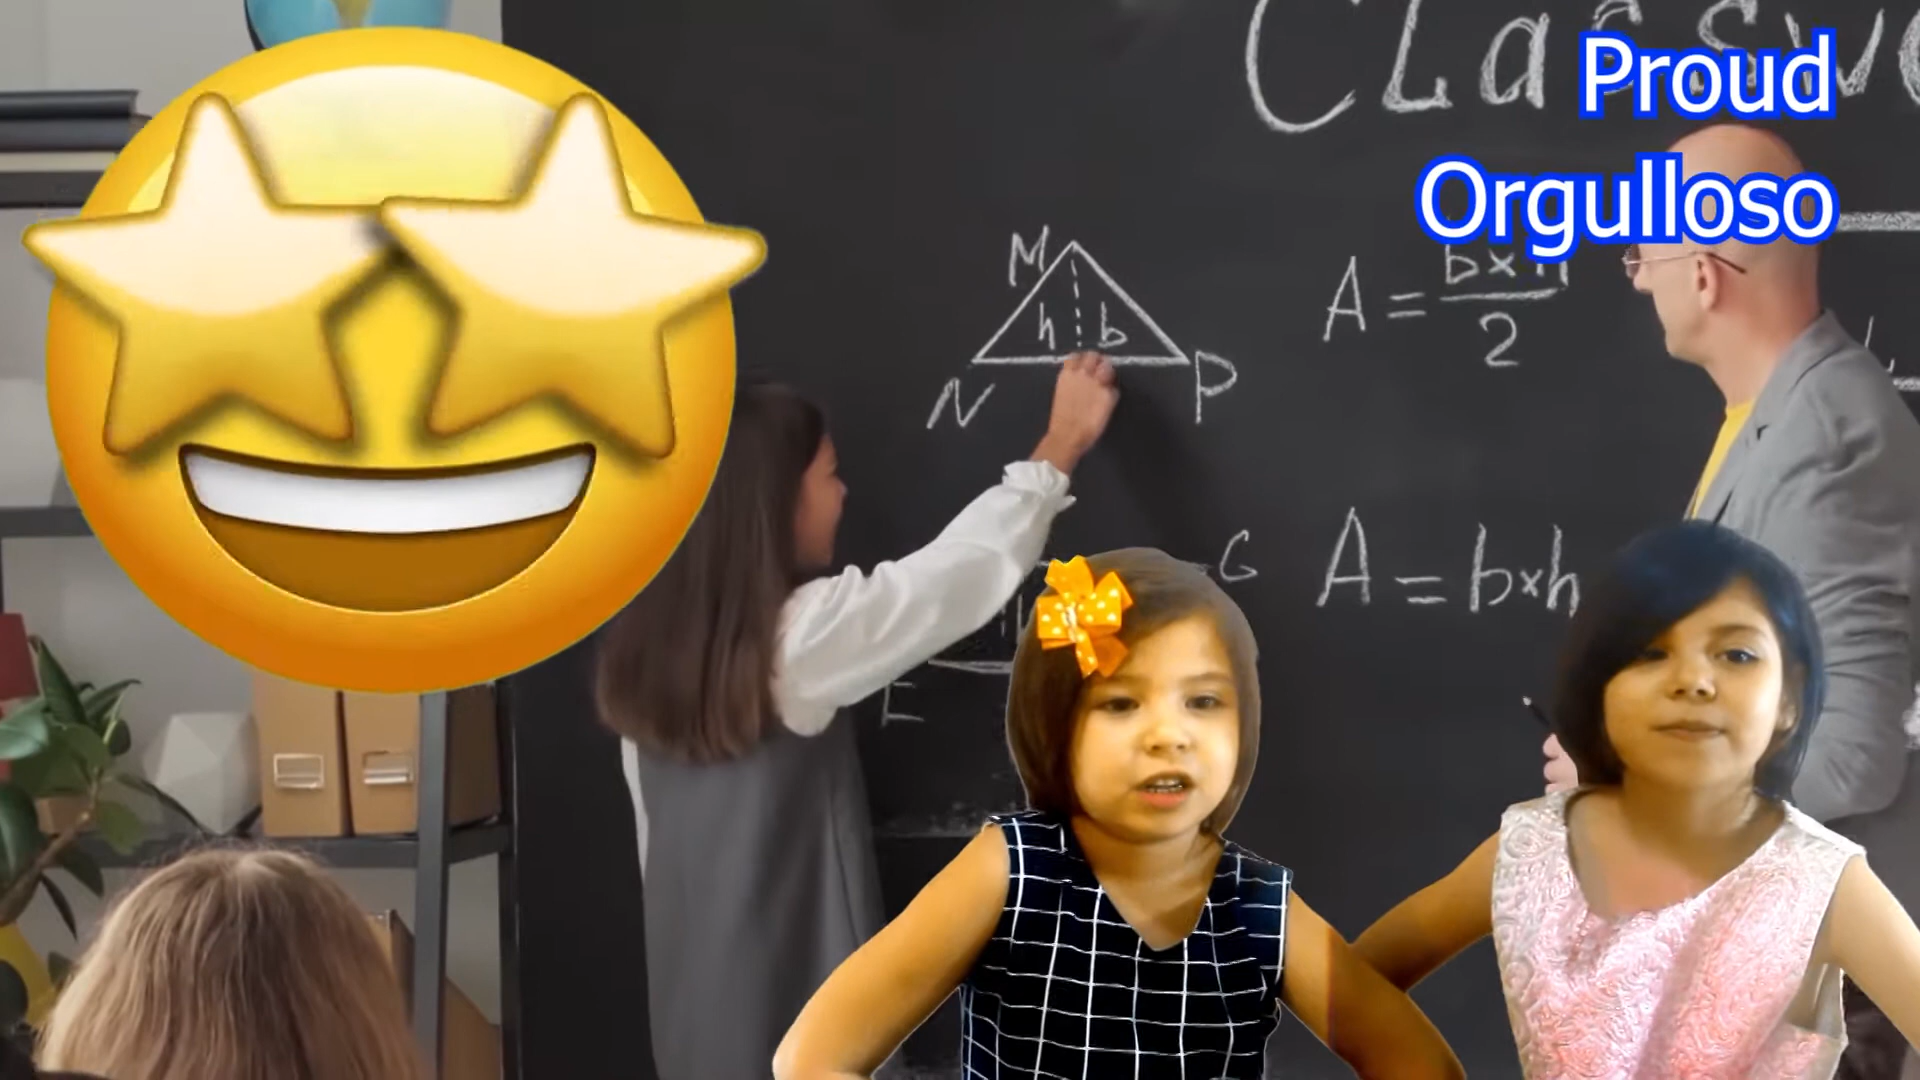 Proud
Orgulloso
M
h b
N P
A = b×h
2
G
A = b×h
E